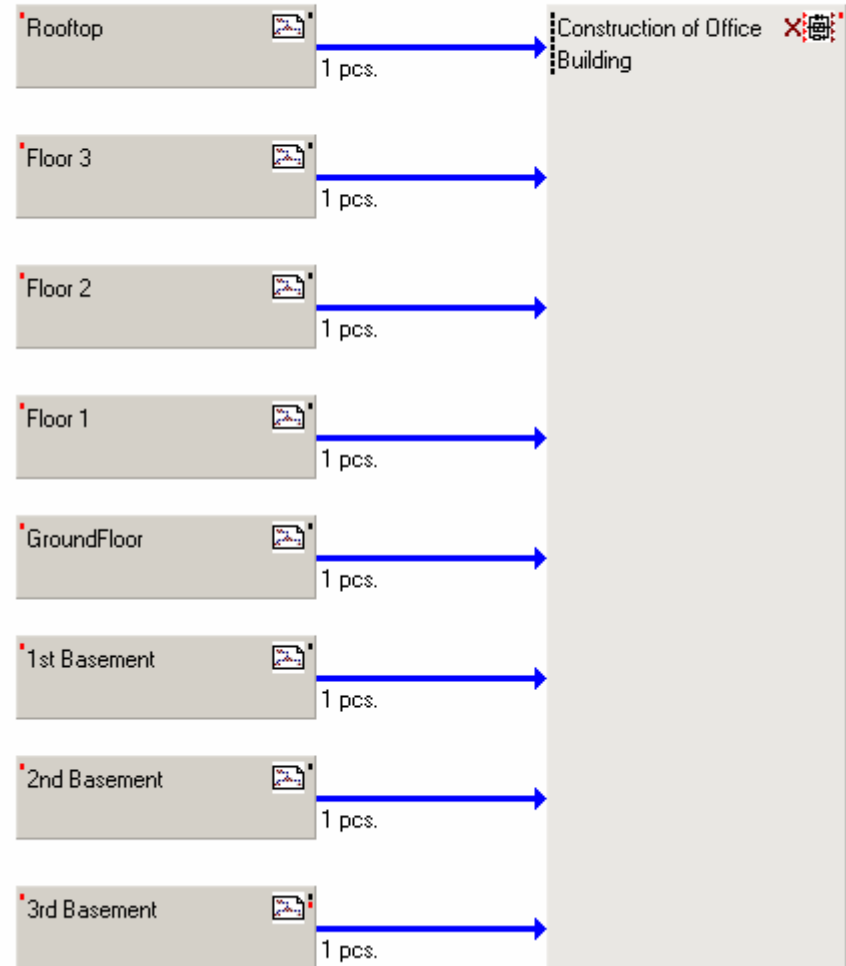 Rooftop
1 pcs.
Construction of Office
Building
Floor 3
1 pcs.
Floor 2
1 pcs.
Floor 1
1 pcs.
GroundFloor
1 pcs.
1st Basement
1 pcs.
2nd Basement
1 pcs.
3rd Basement
1 pcs.